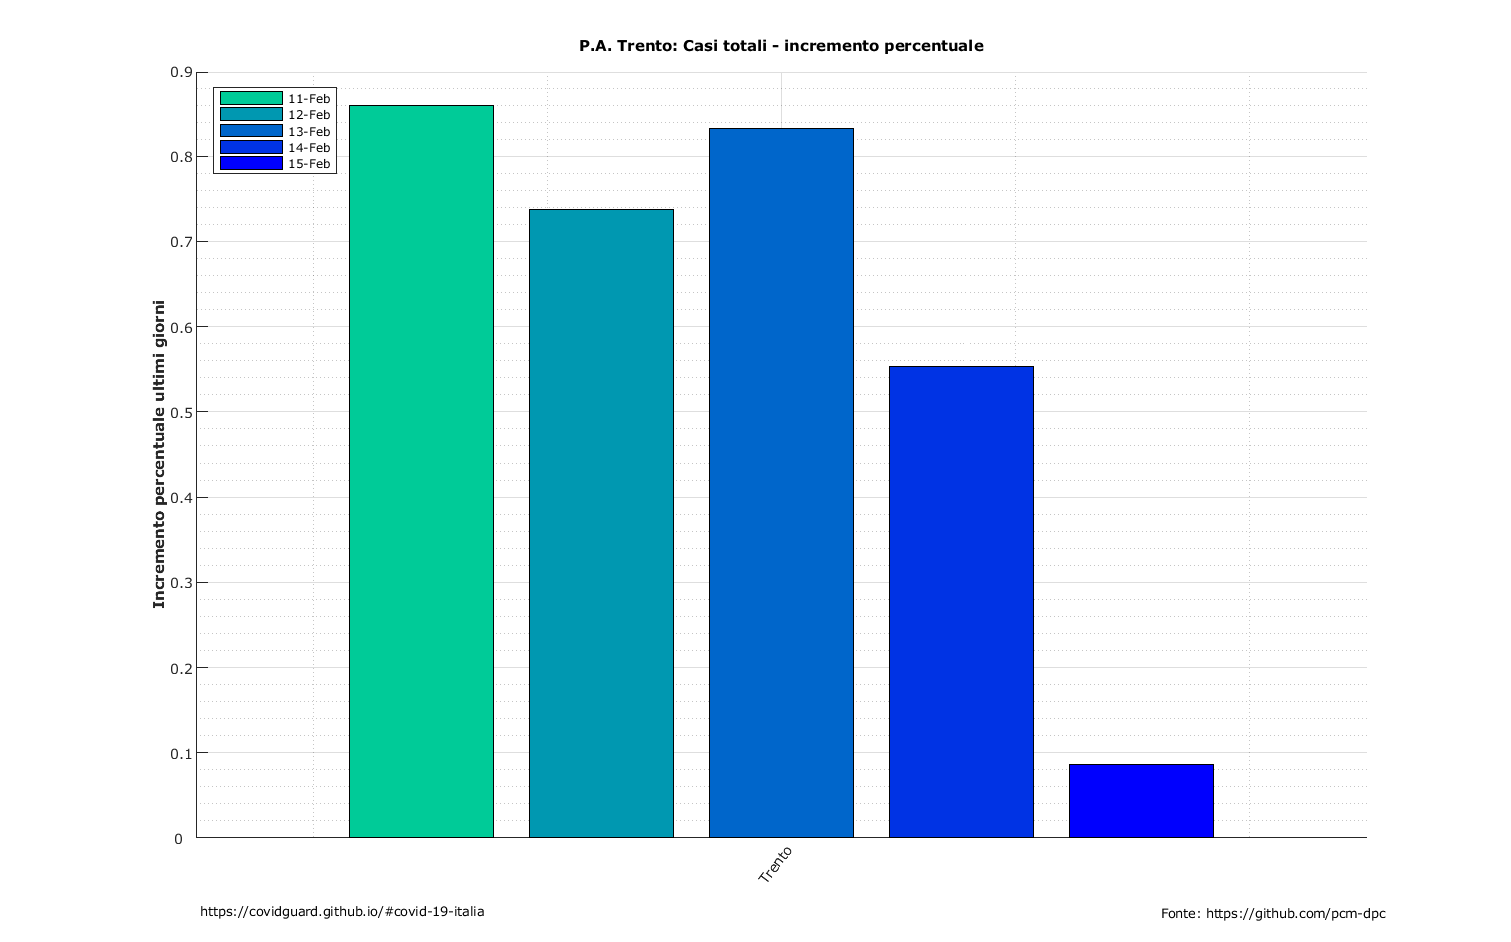 P.A. Trento: Casi totali - incremento percentuale
Incremento percentuale ultimi giorni
0.9
0.8
0.7
0.6
0.5
0.4
0.3
0.2
0.1
0
11-Feb
12-Feb
13-Feb
14-Feb
15-Feb
Trento
https://covidguard.github.io/#covid-19-italia
Fonte: https://github.com/pcm-dpc